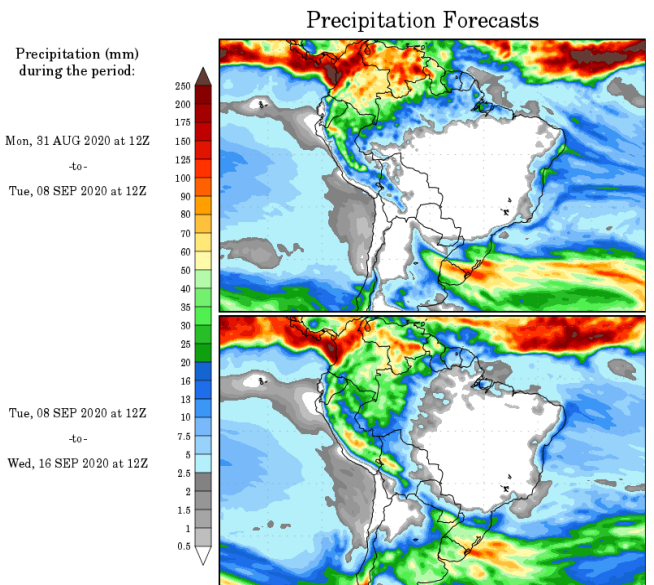 Precipitation Forecasts
Precipitation (mm)
during the period:
Mon, 31 AUG 2020 at 12Z
-to-
Tue, 08 SEP 2020 at 12Z
Tue, 08 SEP 2020 at 12Z
-to-
Wed, 16 SEP 2020 at 12Z
250
200
175
150
125
100
90
80
70
60
50
40
35
30
25
20
16
13
10
7.5
5
2.5
2
1.5
1
0.5